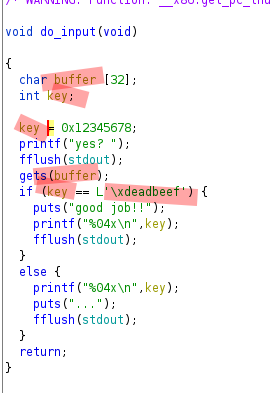 /* WARNING: Function: __x86.get_pc_thu
void do_input(void)
{
char buffer [32];
int key;
key = 0x12345678;
printf("yes? ");
fflush(stdout);
gets(buffer);
if (key == L'\xdeadbeef') {
puts("good job!!");
printf("%04x\n",key);
fflush(stdout);
}
else {
printf("%04x\n",key);
puts("...");
fflush(stdout);
}
return;
}